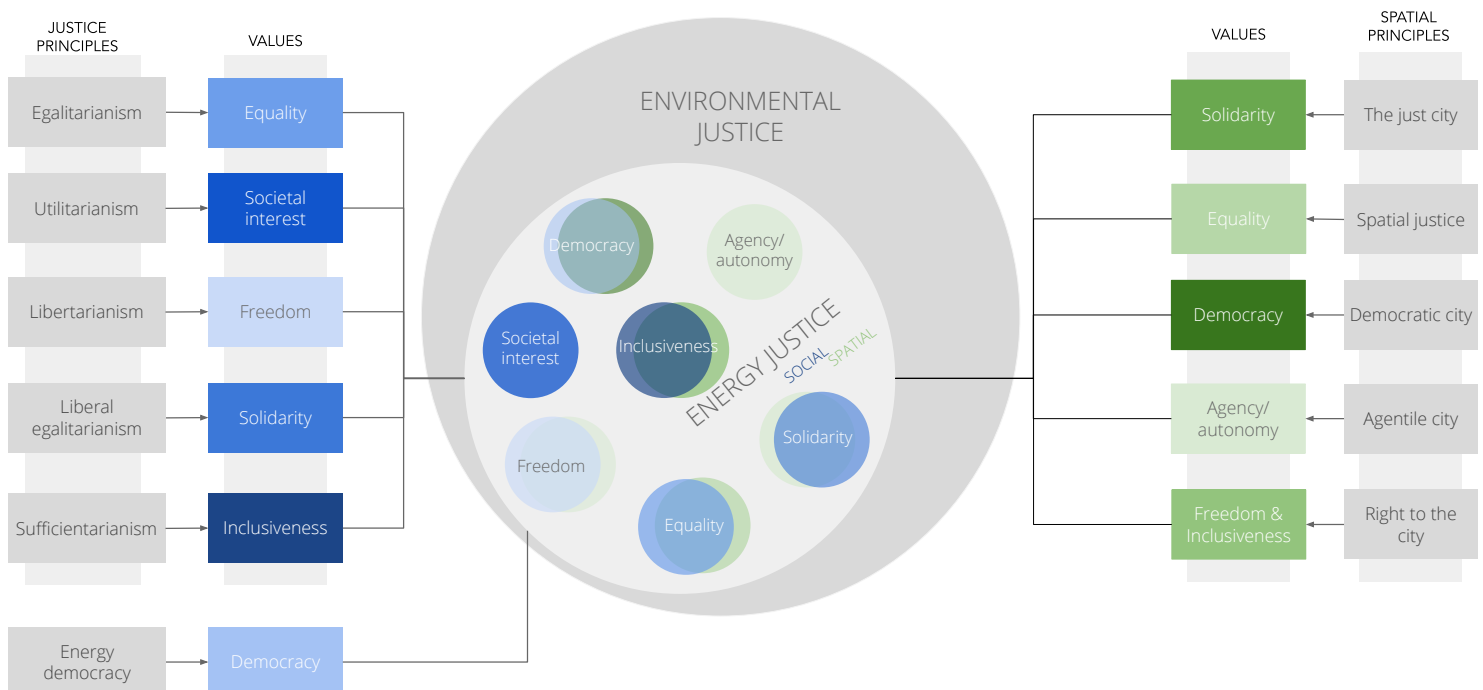 JUSTICE
PRINCIPLES
VALUES
Egalitarianism
Equality
Utilitarianism
Societal
interest
Libertarianism
Freedom
Liberal
egalitarianism
Solidarity
Sufficientarianism
Inclusiveness
Energy
democracy
Democracy
ENVIRONMENTAL
JUSTICE
Democracy
Agency/
autonomy
Societal
interest
Inclusiveness
ENERGY JUSTICE
SOCIAL
SPATIAL
Freedom
Solidarity
Equality
VALUES
SPATIAL
PRINCIPLES
Solidarity
The just city
Equality
Spatial justice
Democracy
Democratic city
Agency/
autonomy
Agentile city
Freedom &
Inclusiveness
Right to the
city